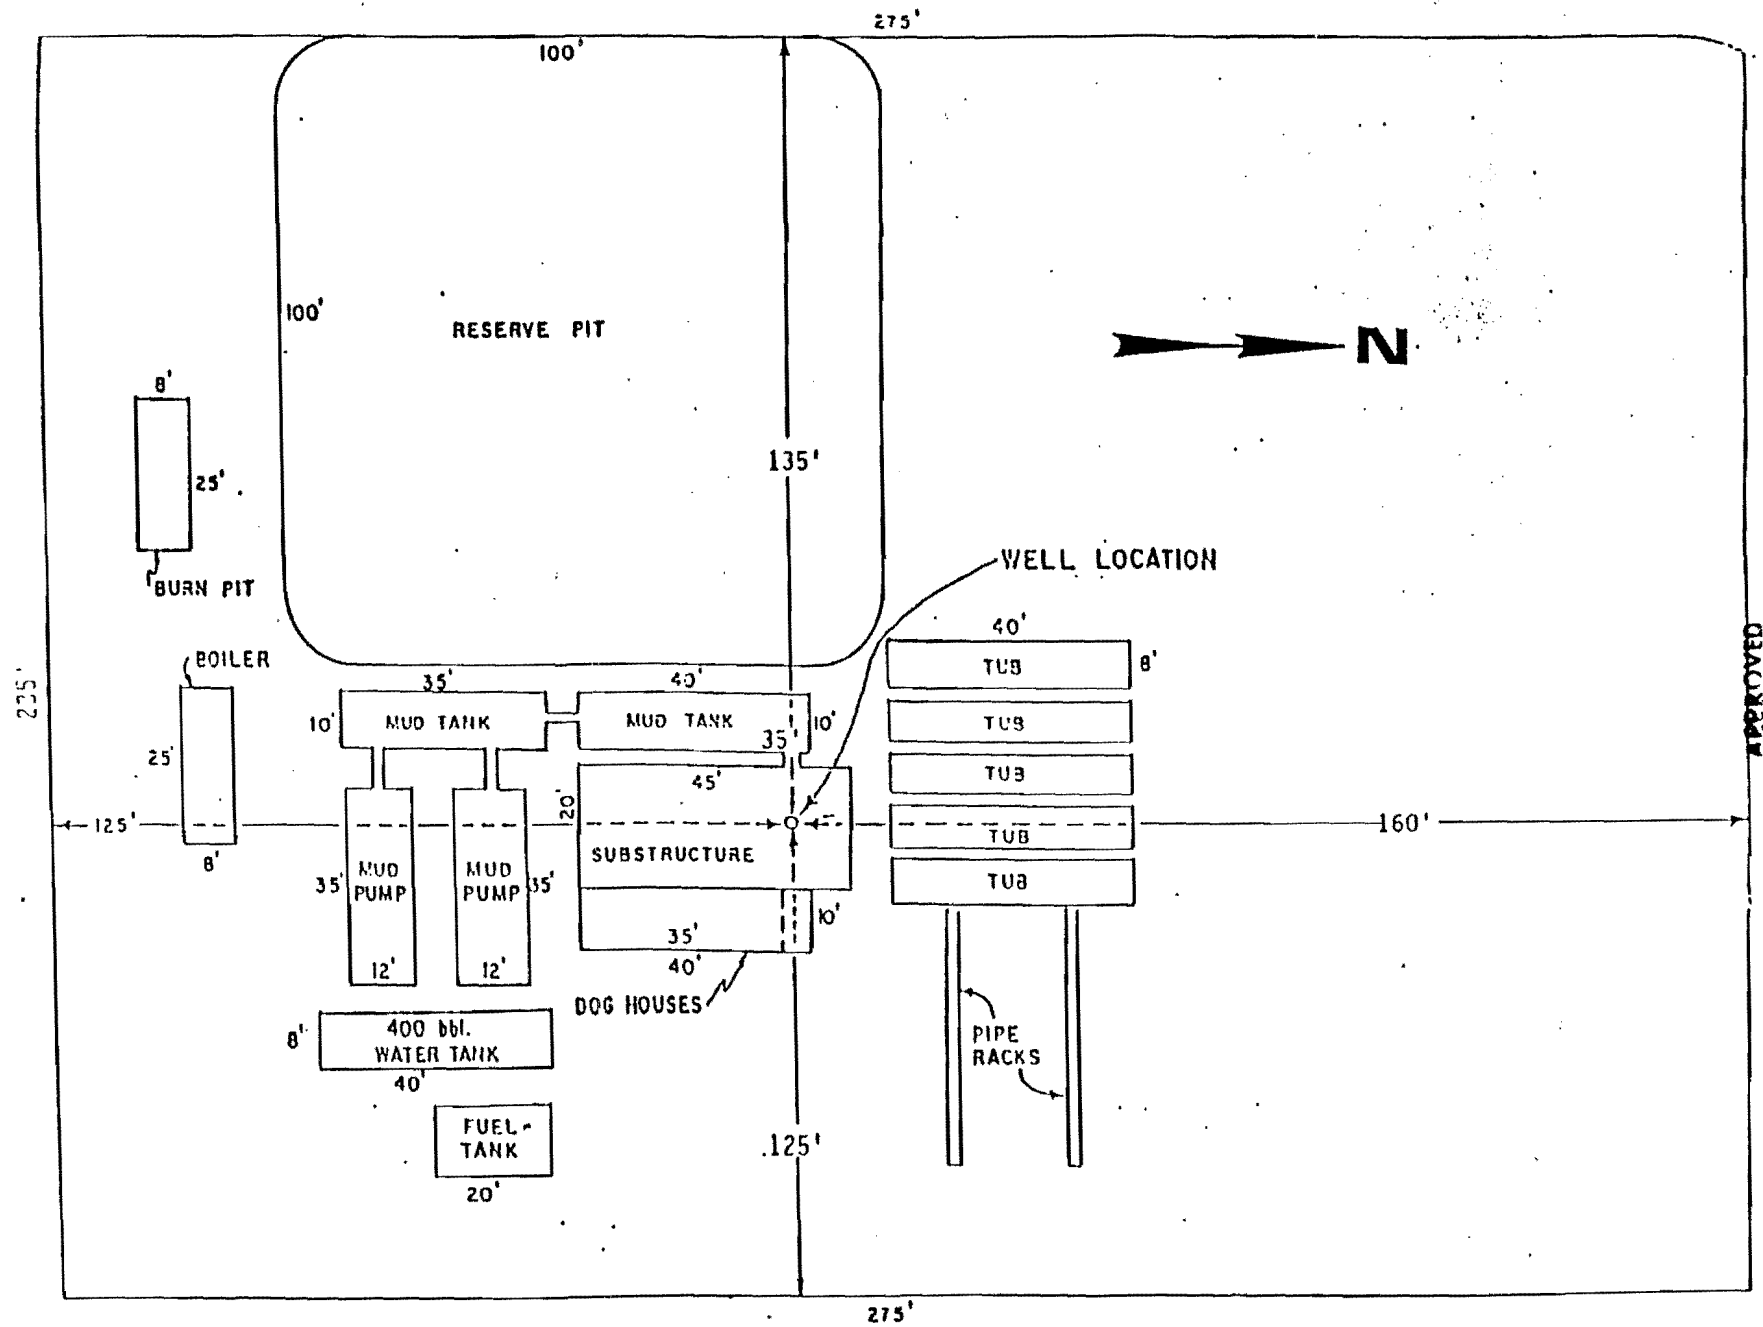 275'
100'
100'
RESERVE PIT
N
8'
25'
135'
BURN PIT
WELL LOCATION
40'
TUB
8'
TUB
TUB
TUB
TUB
APPROVED
235'
BOILER
25'
8'
35'
10'
MUD TANK
40'
MUD TANK
10'
35'
45'
20'
125'
160'
SUBSTRUCTURE
35'
MUD
PUMP
12'
MUD
PUMP
35'
12'
10'
35'
40'
DOG HOUSES
8'
400 bbl.
WATER TANK
40'
PIPE
RACKS
FUEL-
TANK
20'
.125'
275'